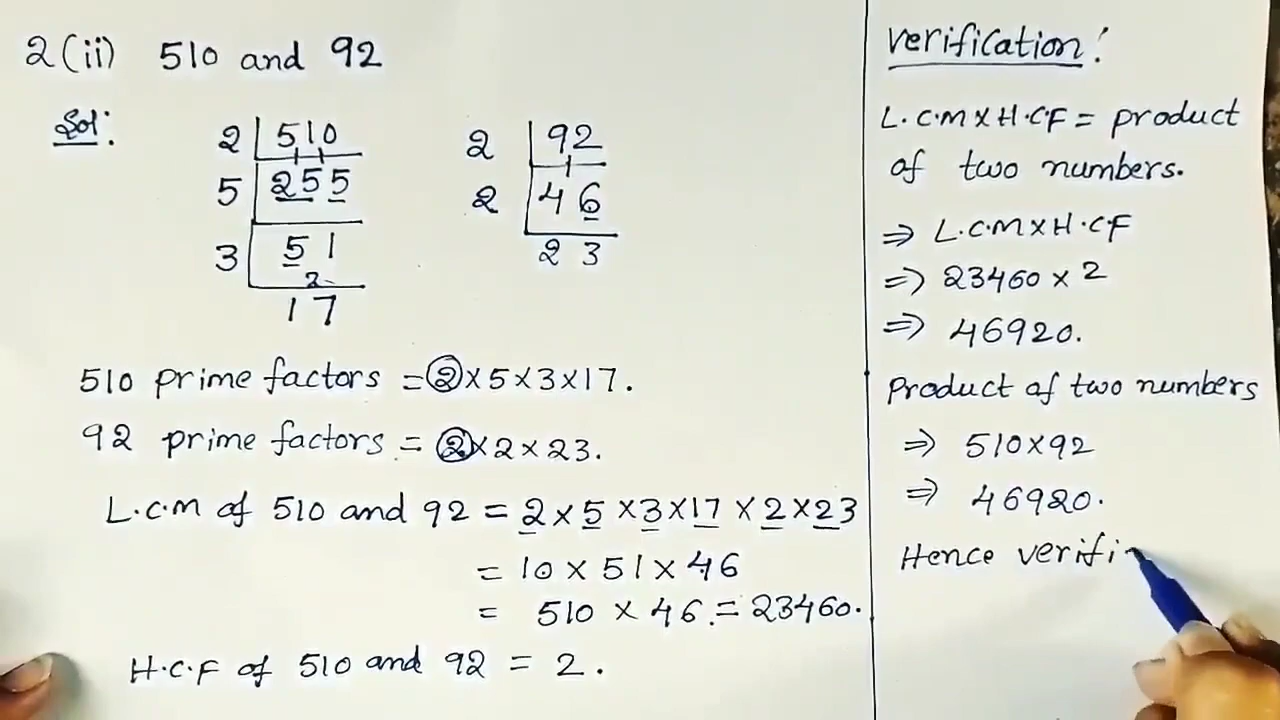 2(ii) 510 and 92
Sol:
2 | 510
5 | 255
3 | 51
17
2 | 92
2 | 46
23
510 prime factors = 2 × 5 × 3 × 17.
92 prime factors = 2 × 2 × 23.
L.C.M of 510 and 92 = 2 × 5 × 3 × 17 × 2 × 23
= 10 × 51 × 46
= 510 × 46 = 23460.
H.C.F of 510 and 92 = 2.
verification:
L.C.M × H.C.F = product
of two numbers.
⇒ L.C.M × H.C.F
⇒ 23460 × 2
⇒ 46920.
Product of two numbers
⇒ 510 × 92
⇒ 46920.
Hence verifi